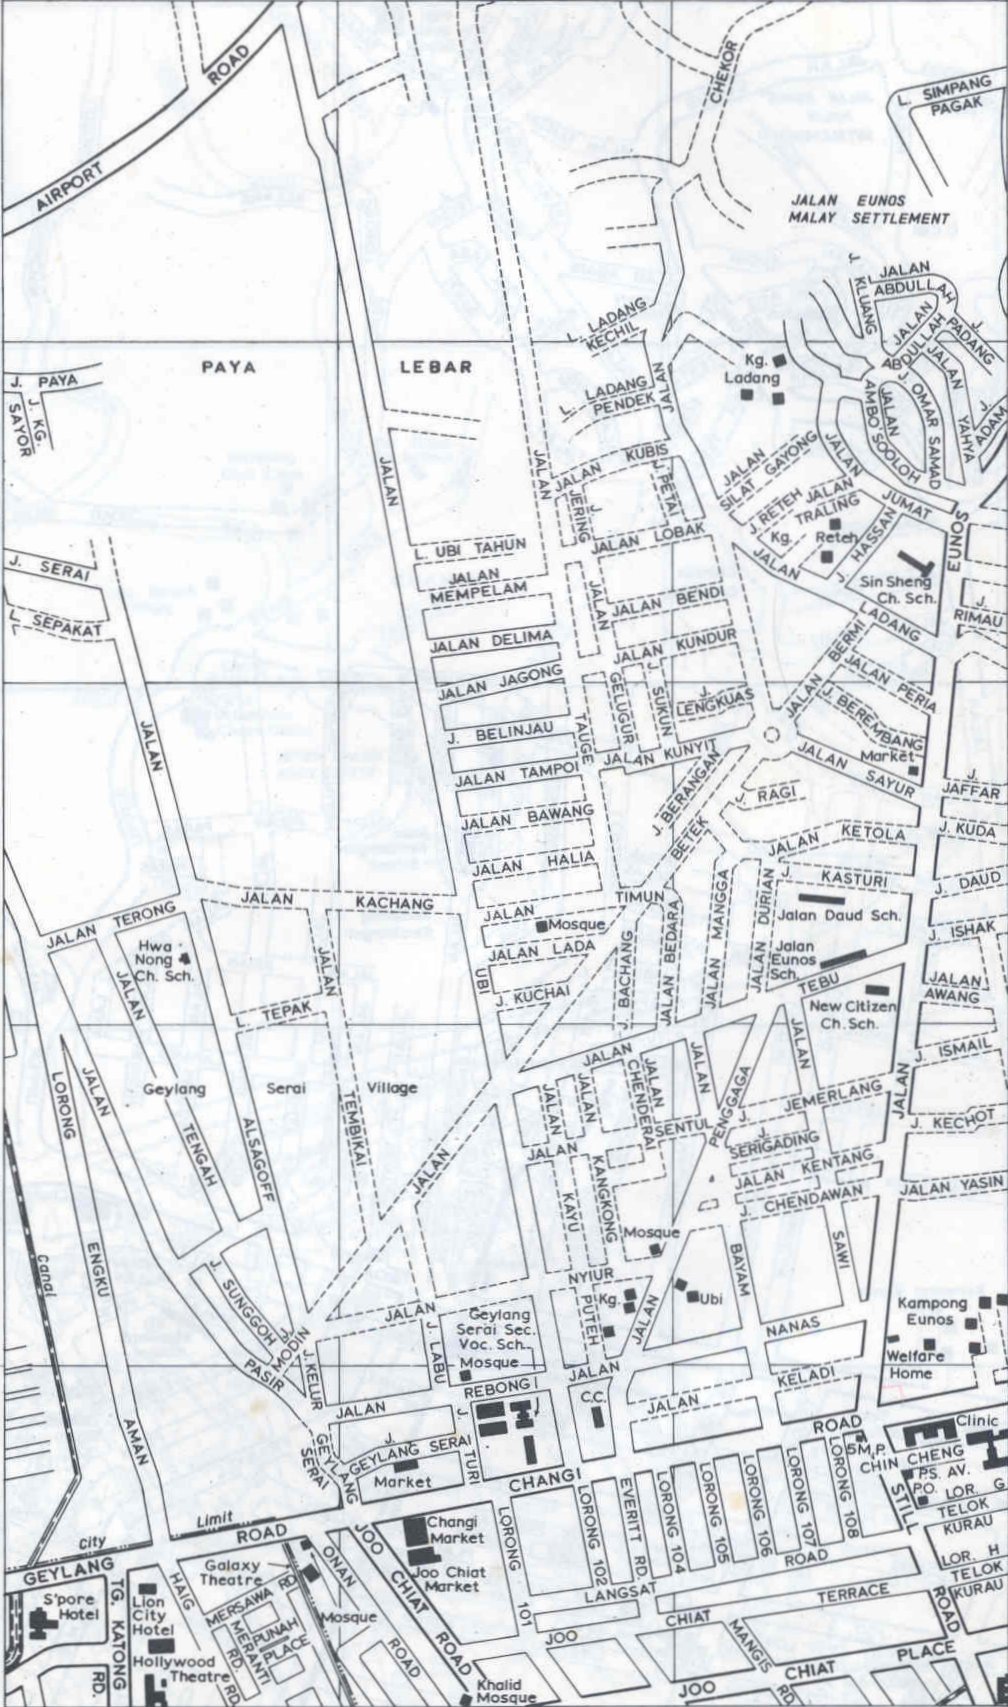 AIRPORT ROAD
CHEKOR
L. SIMPANG
PAGAK
JALAN EUNOS
MALAY SETTLEMENT
J. KLUANG
JALAN
ABDULLAH
J. PADANG
JALAN
ABDULLAH
JALAN YAHYA
J. OMAR SAMAD
JALAN
AMBO SOOLOH
L. LADANG
KECHIL
PAYA LEBAR
J. PAYA
J. KG.
SAYOR
Kg.
Ladang
L. LADANG
PENDEK
JALAN
JALAN
JALAN
JALAN KUBIS
J. PETAI
J. JERING
JALAN
SILAT GAYONG
JALAN JUMAT
J. RETEH
JALAN
TRALING
Kg. Reteh
J. HASSAN
EUNOS
JALAN LOBAK
L. UBI TAHUN
JALAN
MEMPELAM
J. SERAI
L. SEPAKAT
Sin Sheng
Ch. Sch.
JALAN LADANG
J.
RIMAU
JALAN
JALAN BENDI
JALAN DELIMA
JALAN KUNDUR
JALAN BERMI
JALAN PERIA
JALAN JAGONG
GELUGUR
J. SIKUN
J.
LENGKUAS
J. BEREMBANG
Market
JALAN
J. BELINJAU
TAUGE
JALAN KUNYIT
JALAN SAYUR
JALAN TAMPOI
J. BERANGAN
J. RAGI
J.
JAFFAR
JALAN BAWANG
BETEK
JALAN KETOLA
J. KUDA
JALAN HALIA
J. KASTURI
J. DAUD
JALAN KACHANG
JALAN TIMUN
JALAN TERONG
Mosque
JALAN MANGGA
JALAN DURIAN
Jalan Daud Sch.
J. ISHAK
Hwa
Nong
Ch. Sch.
JALAN LADA
J. BACHANG
JALAN BEDARA
Jalan
Eunos
Sch.
TEBU
JALAN
AWANG
JALAN
JALAN
UBI
J. KUCHAI
New Citizen
Ch. Sch.
L. TEPAK
JALAN
JALAN
JALAN
J. ISMAIL
LORONG
JALAN
Geylang Serai Village
JALAN
JALAN
JALAN
CHENDERAI
PENGGAGA
J. JEMERLANG
JALAN
J. KECHOT
TENGAH
ALSAGOFF
TEMBIKAI
JALAN
SENTUL
J.
SERIGADING
JALAN
JALAN KENTANG
JALAN YASIN
KAYU
KANGKONG
J. CHENDAWAN
Canal
ENGKU
Mosque
BAYAM
SAWI
NYIUR
J. SUNGGOH
Kg. Ubi
PUTEH
JALAN
Kampong
Eunos
JALAN
J. LABU
Geylang
Serai Sec.
Voc. Sch.
Mosque
NANAS
Welfare
Home
J. MODIN
J. KELUR
PASIR
JALAN REBONG
JALAN
C.C.
JALAN KELADI
AMAN
JALAN
J.
GEYLANG SERAI
GEYLANG
SERAI
Market
J. TURI
CHANGI ROAD
SM.P.
CHIN CHENG
Clinic
P.S. AV.
P.O.
LOR. G
TELOK
KURAU
STILL ROAD
LORONG 101
LORONG 102
EVERITT RD.
LORONG 104
LORONG 105
LORONG 106
LORONG 107
LORONG 108
City Limit
GEYLANG ROAD
Changi
Market
Joo Chiat
Market
JOO CHIAT ROAD
ONAN ROAD
LANGSAT ROAD
LOR. H
TELOK
KURAU
JOO CHIAT TERRACE
S'pore
Hotel
TG. KATONG RD.
Lion
City
Hotel
HAIG
Galaxy
Theatre
MERSAWA RD.
MERANTI
RD.
PUNAH
PLACE
RD.
Mosque
Hollywood
Theatre
MANGIS
JOO CHIAT PLACE
Khalid
Mosque